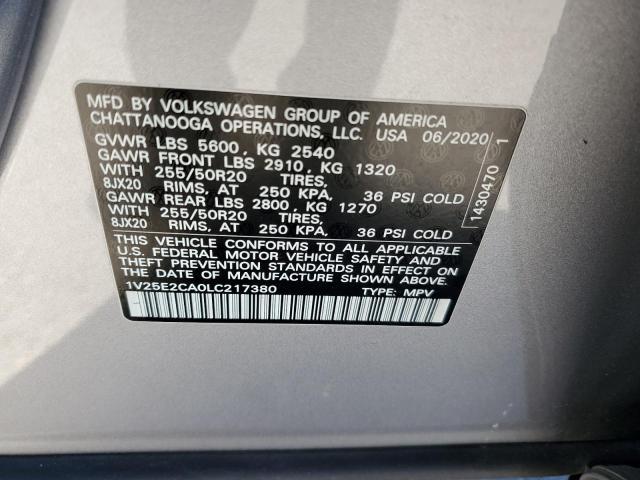 MFD BY VOLKSWAGEN GROUP OF AMERICA
CHATTANOOGA OPERATIONS, LLC. USA 06/2020
GVWR LBS 5600, KG 2540
GAWR FRONT LBS 2910, KG 1320
WITH 255/50R20 TIRES,
8JX20 RIMS, AT 250 KPA, 36 PSI COLD
GAWR REAR LBS 2800, KG 1270
WITH 255/50R20 TIRES,
8JX20 RIMS, AT 250 KPA, 36 PSI COLD
THIS VEHICLE CONFORMS TO ALL APPLICABLE
U.S. FEDERAL MOTOR VEHICLE SAFETY AND
THEFT PREVENTION STANDARDS IN EFFECT ON
THE DATE OF MANUFACTURE SHOWN ABOVE.
1V25E2CA0LC217380 TYPE: MPV
1430470 1